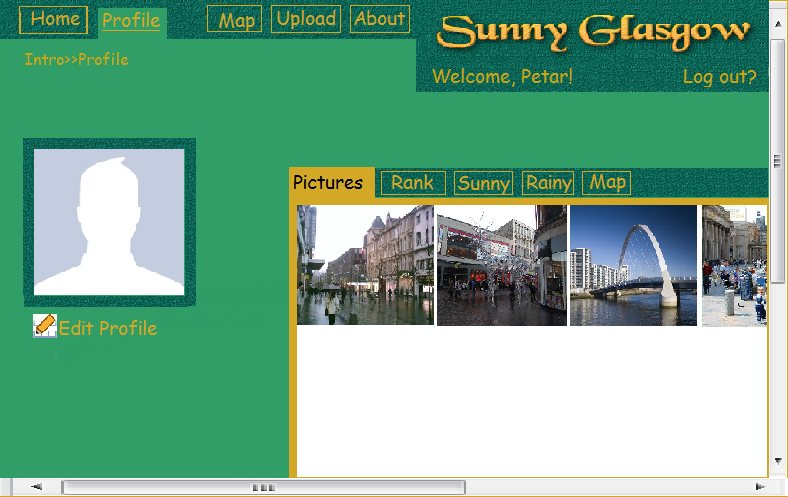 Home Profile Map Upload About
Sunny Glasgow
Intro>>Profile
Welcome, Petar! Log out?
Pictures Rank Sunny Rainy Map
Edit Profile